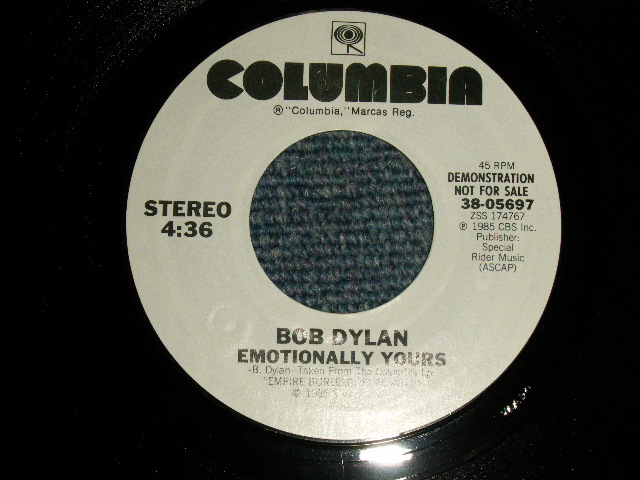 COLUMBIA
® "Columbia," Marcas Reg.
STEREO
4:36
45 RPM
DEMONSTRATION
NOT FOR SALE
38-05697
ZSS 174767
℗ 1985 CBS Inc.
Publisher:
Special
Rider Music
(ASCAP)
BOB DYLAN
EMOTIONALLY YOURS
-B. Dylan- Taken From The Columbia Lp:
"EMPIRE BURLESQUE"
© 1985